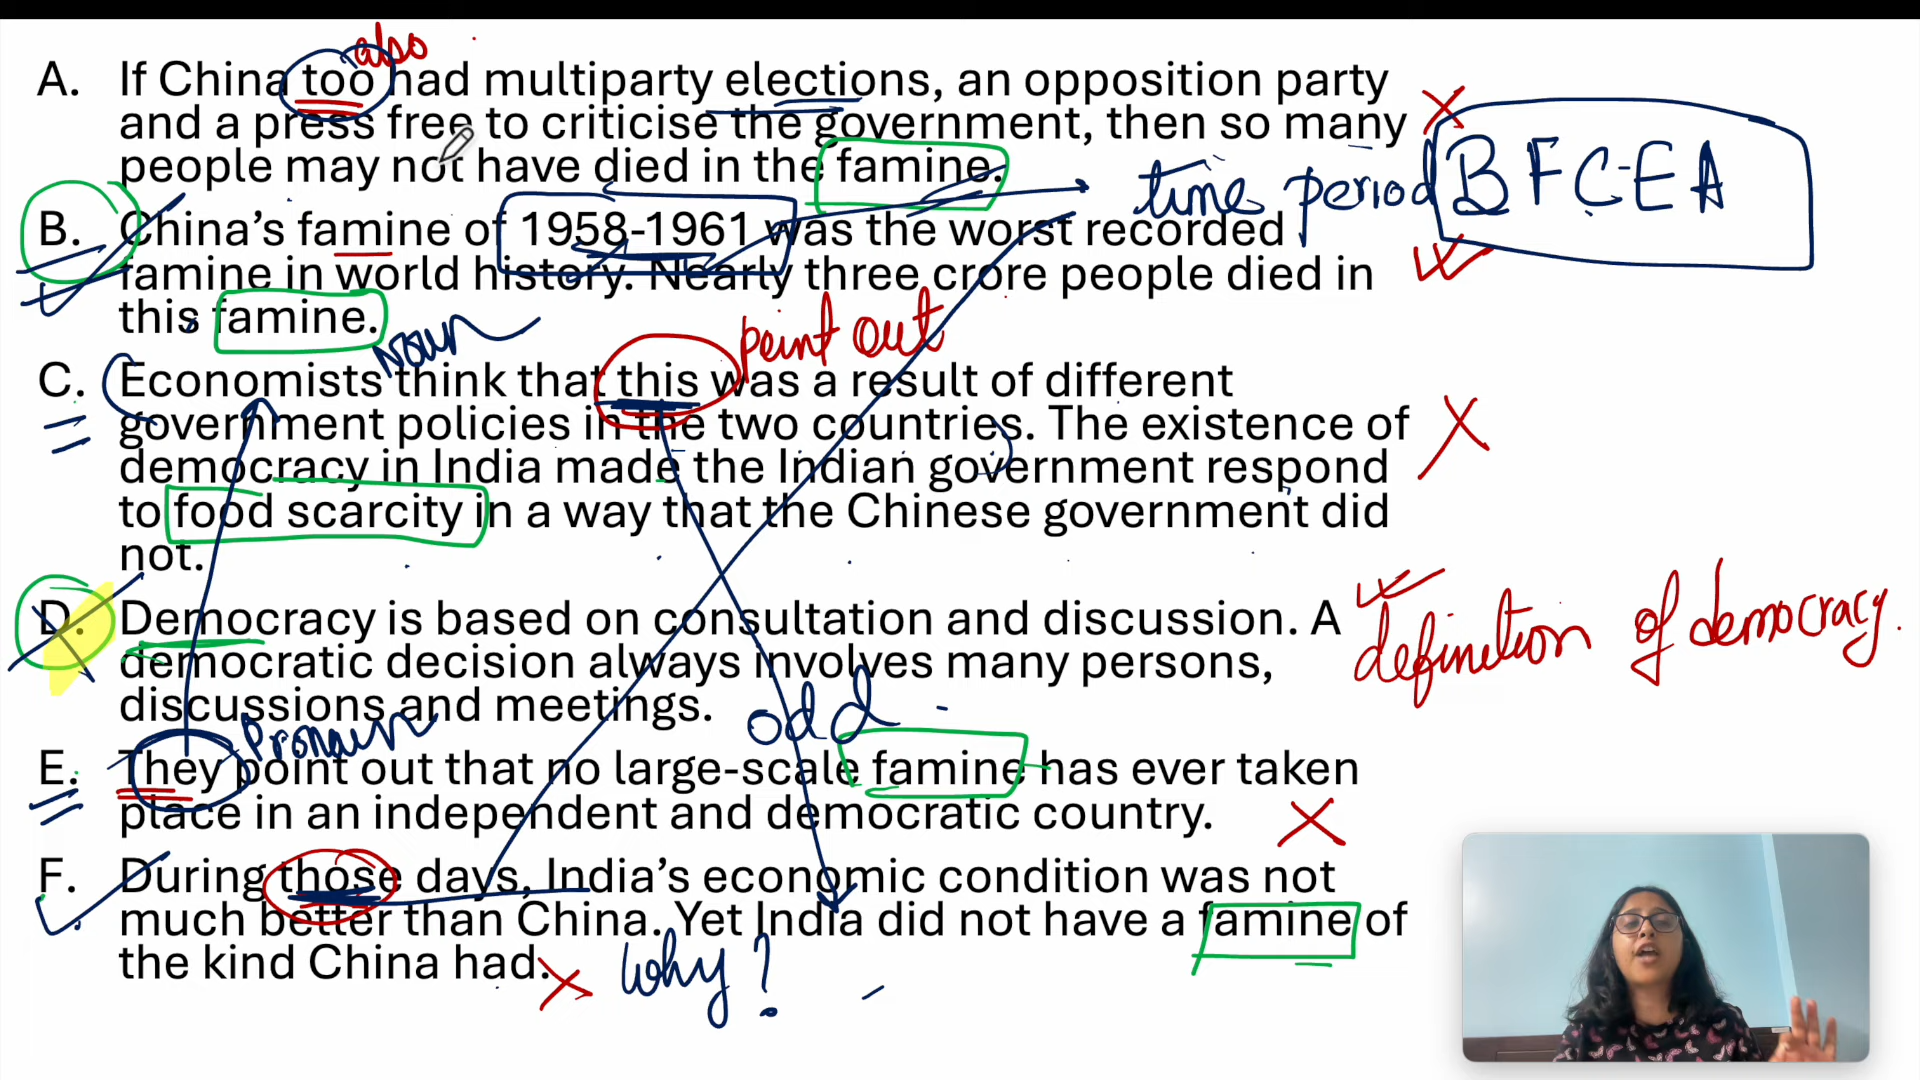 also
A. If China too had multiparty elections, an opposition party
and a press free to criticise the government, then so many
people may not have died in the famine.
time period
B F C E A
B. China's famine of 1958-1961 was the worst recorded
famine in world history. Nearly three crore people died in
this famine.
Noun
point out
C. Economists think that this was a result of different
government policies in the two countries. The existence of
democracy in India made the Indian government respond
to food scarcity in a way that the Chinese government did
not.
D. Democracy is based on consultation and discussion. A
democratic decision always involves many persons,
discussions and meetings.
definition of democracy.
Pronoun
odd
E. They point out that no large-scale famine has ever taken
place in an independent and democratic country.
F. During those days, India's economic condition was not
much better than China. Yet India did not have a famine of
the kind China had.
Why?